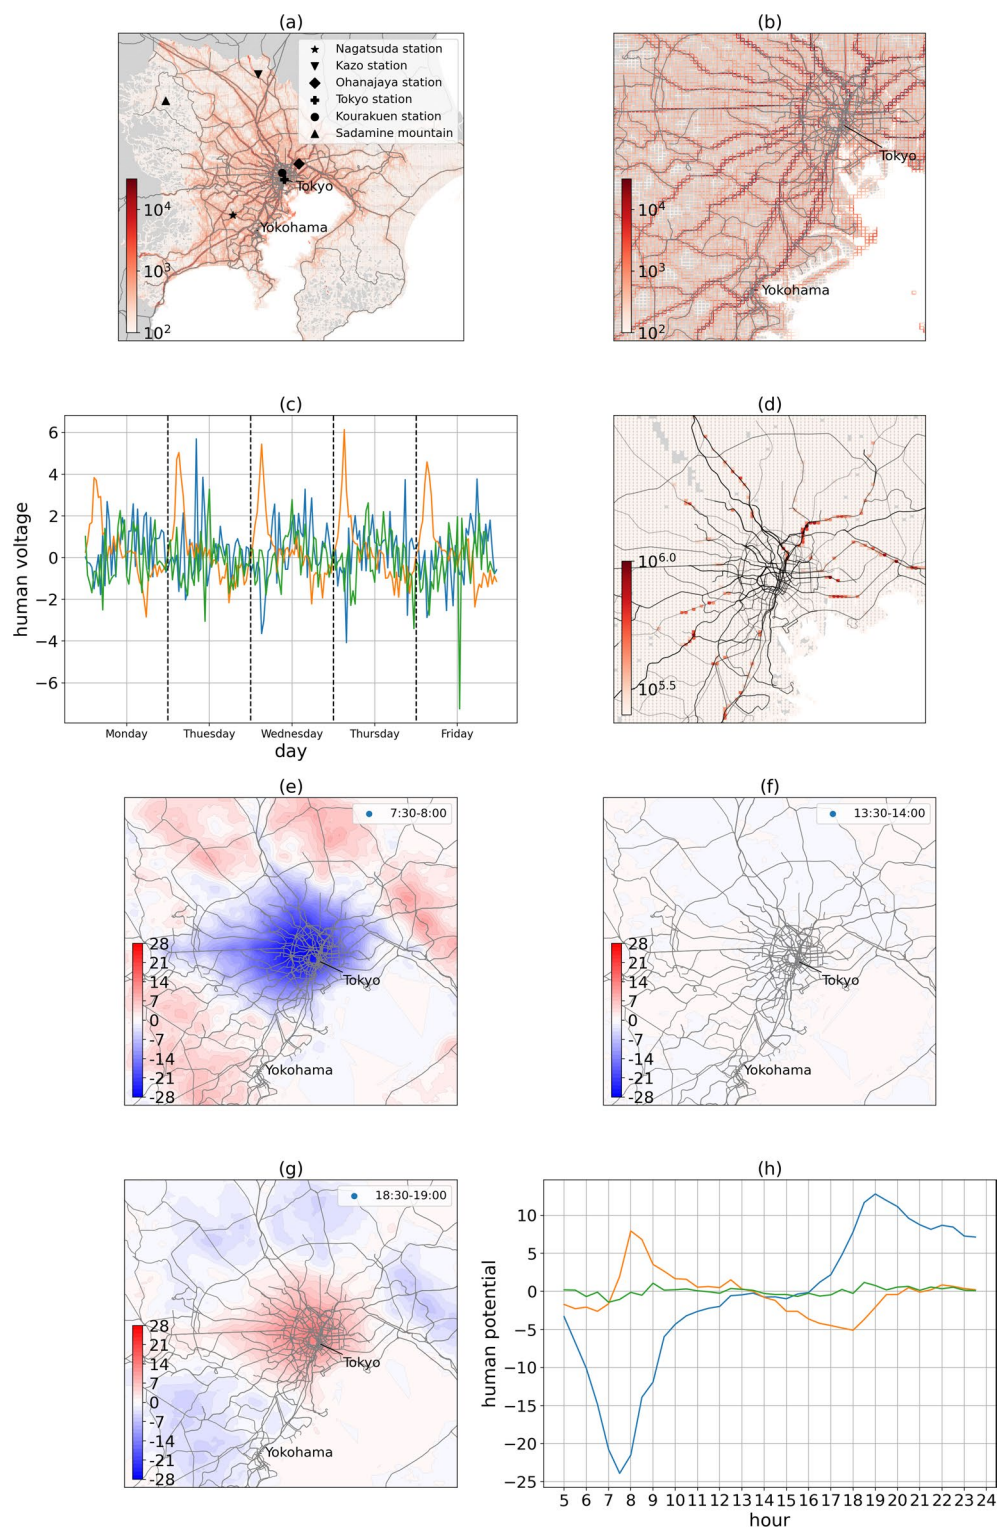 (a)
Nagatsuda station
Kazo station
Ohanajaya station
Tokyo station
Kourakuen station
Sadamine mountain
Tokyo
Yokohama
10^4
10^3
10^2
(b)
Tokyo
Yokohama
10^4
10^3
10^2
(c)
human voltage
6
4
2
0
−2
−4
−6
Monday Thuesday Wednesday Thursday Friday
day
(d)
10^6.0
10^5.5
(e)
7:30-8:00
28
14
7
0
-7
-14
-21
-28
Tokyo
Yokohama
(f)
13:30-14:00
28
21
14
7
0
-7
-14
-21
-28
Tokyo
Yokohama
(g)
18:30-19:00
28
21
14
7
0
-7
-14
-21
-28
Tokyo
Yokohama
(h)
human potential
10
5
0
−5
−10
−15
−20
−25
5 6 7 8 9 10 11 12 13 14 15 16 17 18 19 20 21 22 23 24
hour